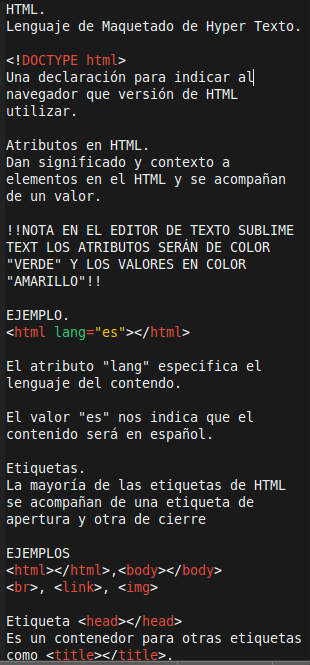 HTML.
Lenguaje de Maquetado de Hyper Texto.
<!DOCTYPE html>
Una declaración para indicar al
navegador que versión de HTML
utilizar.
Atributos en HTML.
Dan significado y contexto a
elementos en el HTML y se acompañan
de un valor.
!!NOTA EN EL EDITOR DE TEXTO SUBLIME
TEXT LOS ATRIBUTOS SERÁN DE COLOR
"VERDE" Y LOS VALORES EN COLOR
"AMARILLO"!!
EJEMPLO.
<html lang="es"></html>
El atributo "lang" especifica el
lenguaje del contendo.
El valor "es" nos indica que el
contenido será en español.
Etiquetas.
La mayoría de las etiquetas de HTML
se acompañan de una etiqueta de
apertura y otra de cierre
EJEMPLOS
<html></html>,<body></body>
<br>, <link>, <img>
Etiqueta <head></head>
Es un contenedor para otras etiquetas
como <title></title>.